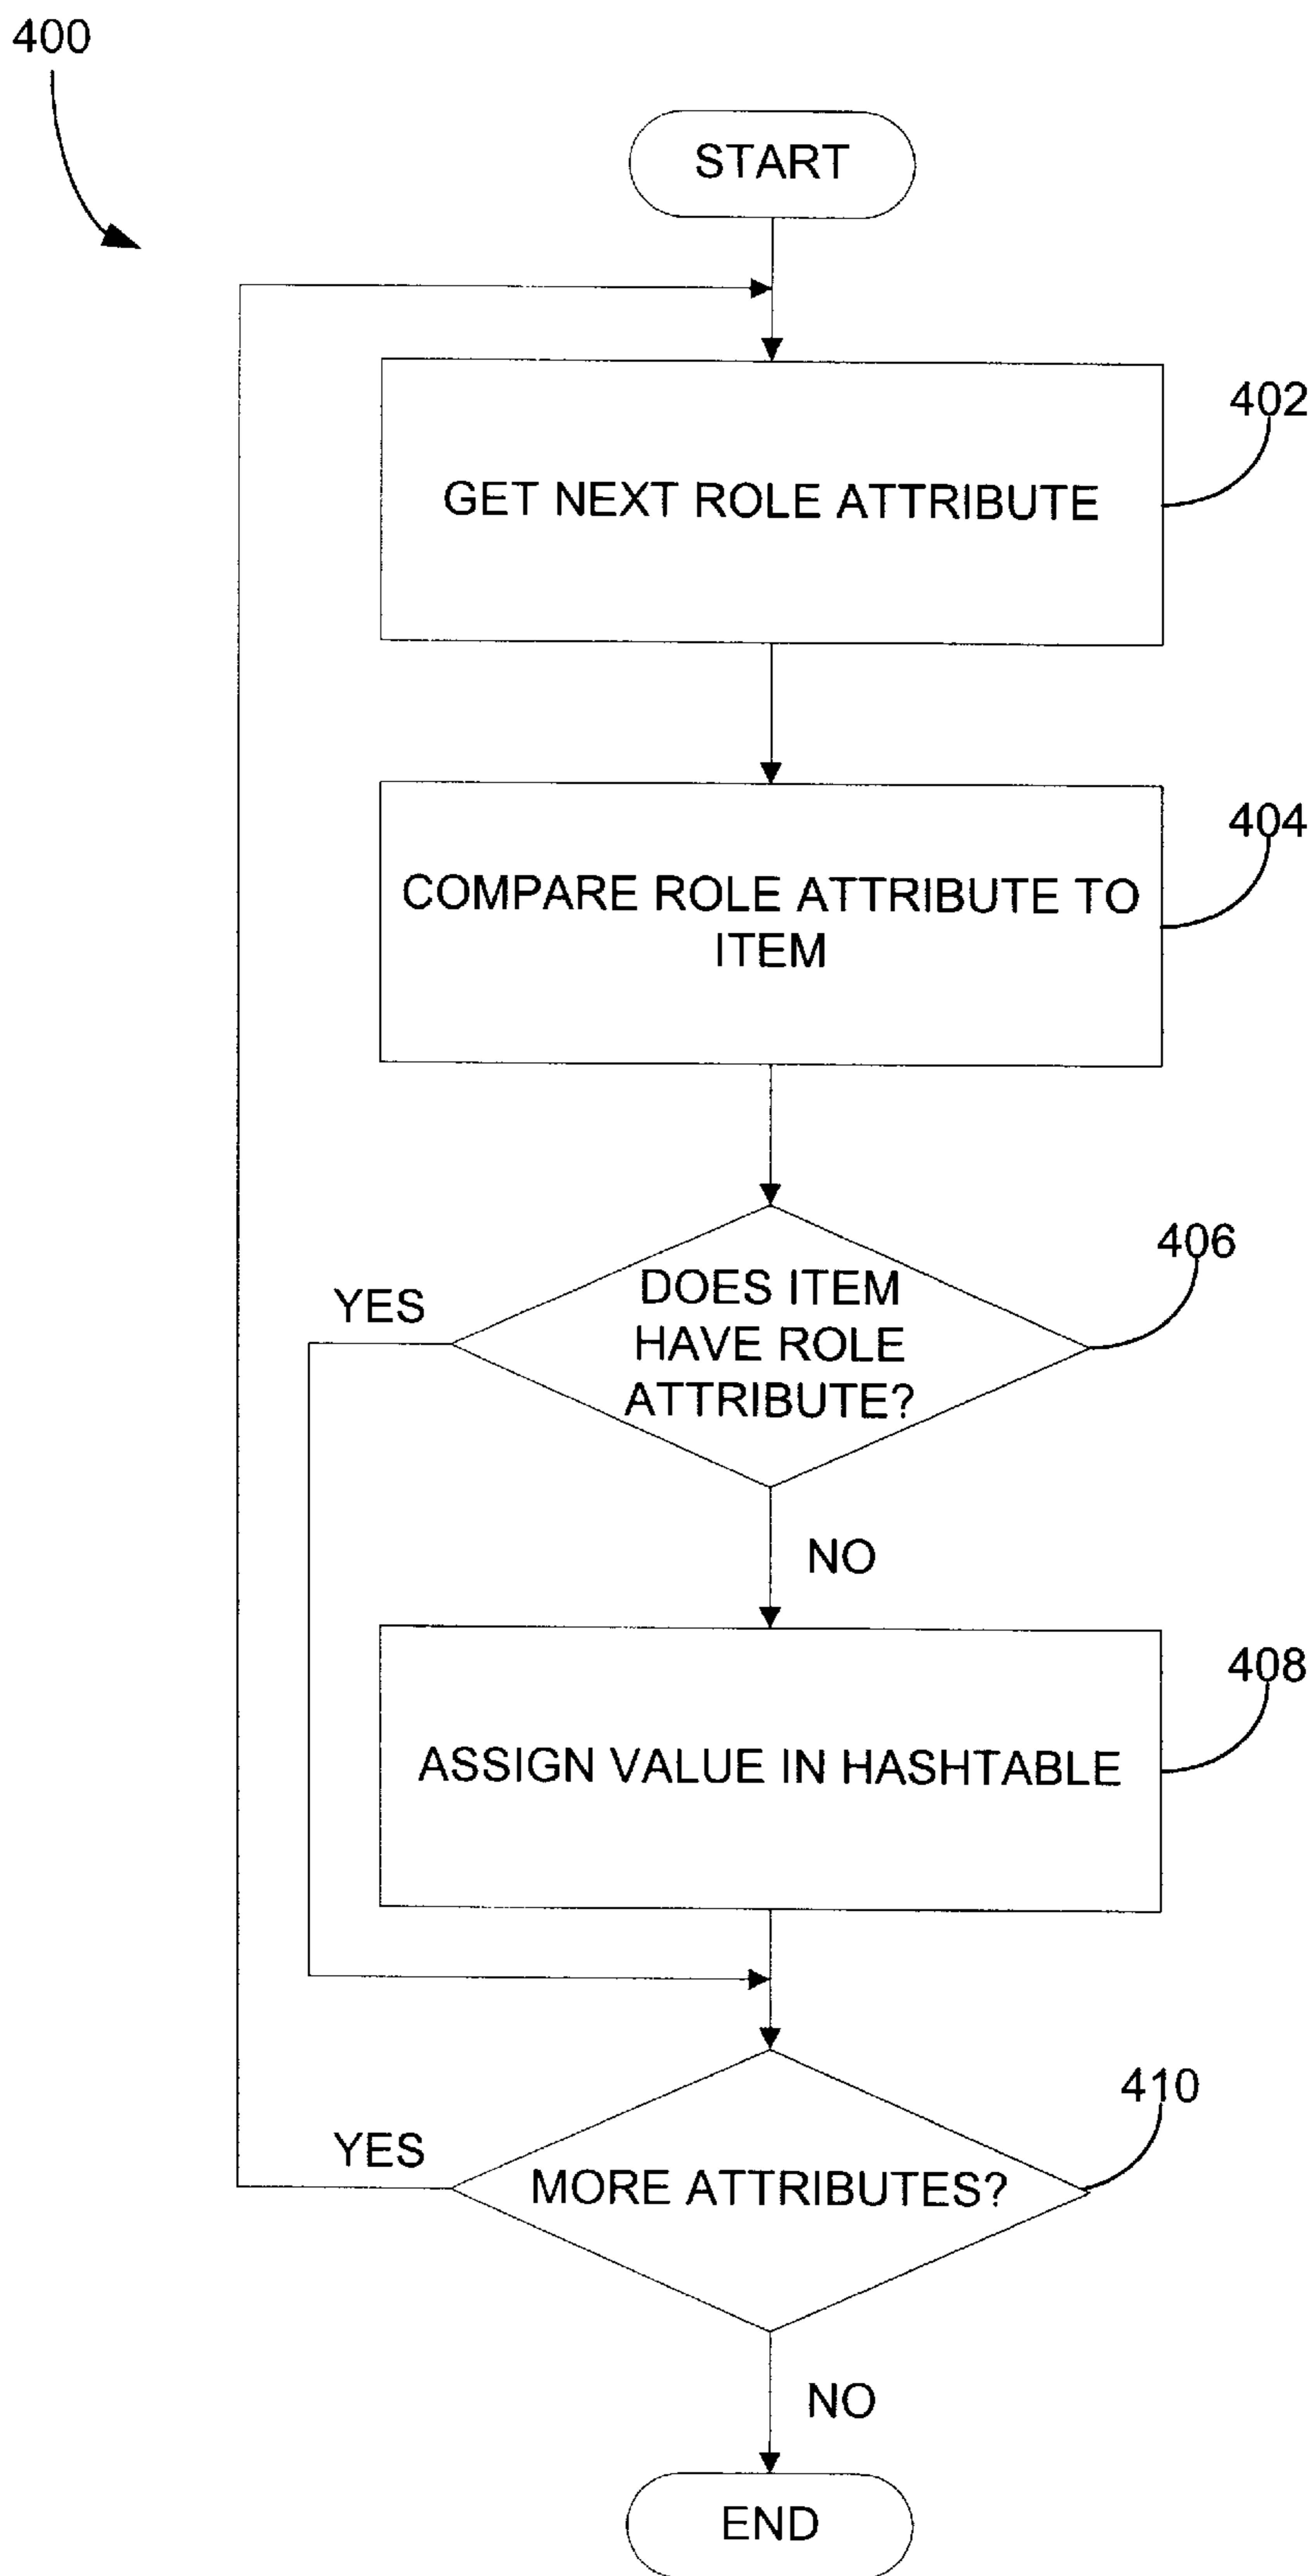 400
START
402
GET NEXT ROLE ATTRIBUTE
404
COMPARE ROLE ATTRIBUTE TO
ITEM
406
YES
DOES ITEM
HAVE ROLE
ATTRIBUTE?
NO
408
ASSIGN VALUE IN HASHTABLE
410
YES
MORE ATTRIBUTES?
NO
END